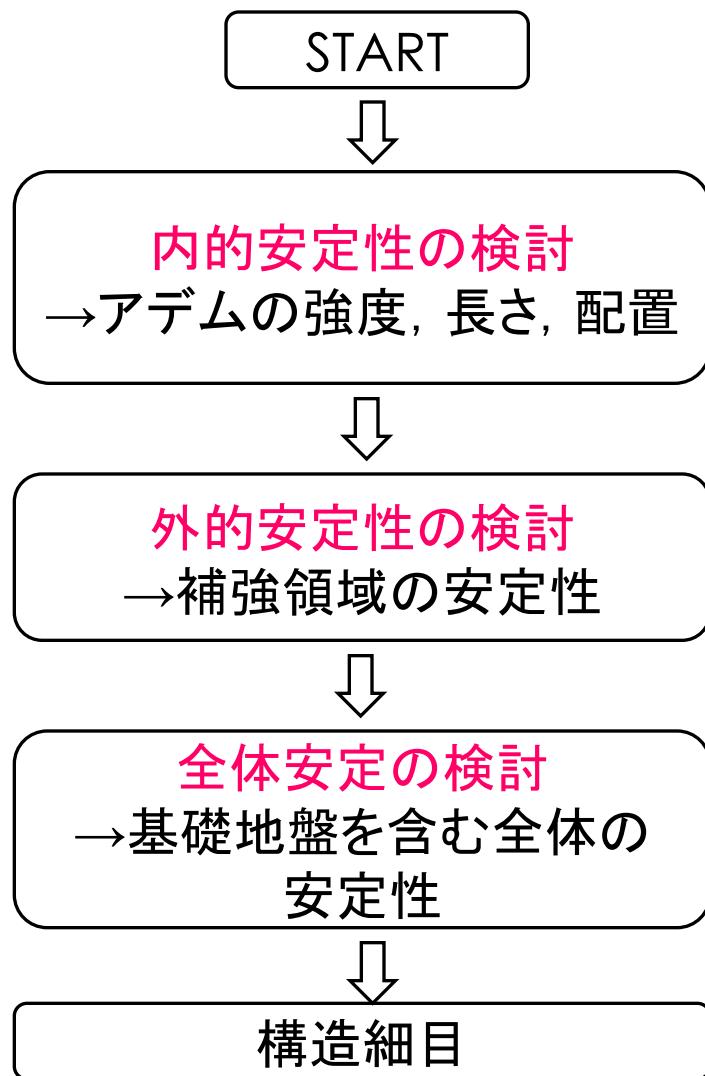 START
内的安定性の検討
→アデムの強度, 長さ, 配置
外的安定性の検討
→補強領域の安定性
全体安定の検討
→基礎地盤を含む全体の
安定性
構造細目